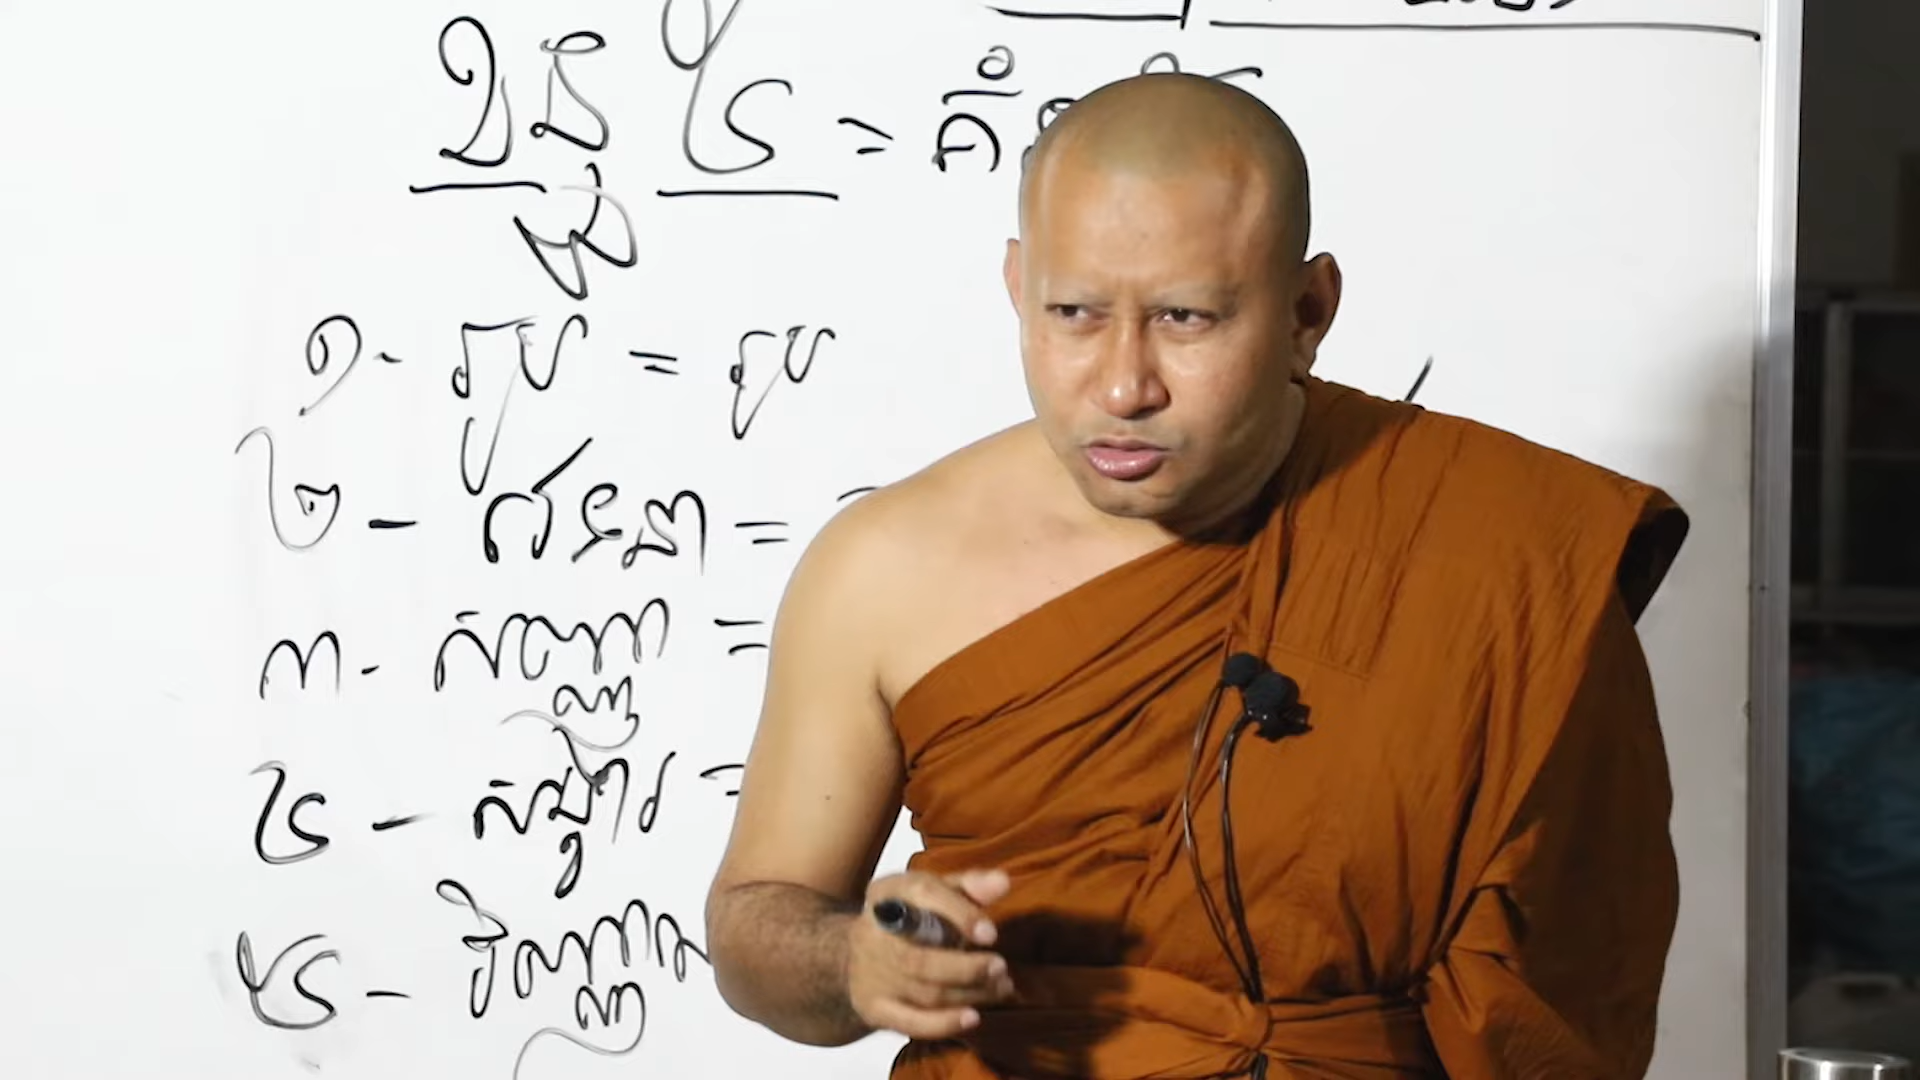 ខន្ធ ៥ =
១- រូប = រូប
២ - វេទនា =
៣- សញ្ញា =
៤ - សង្ខារ =
៥ - វិញ្ញាណ